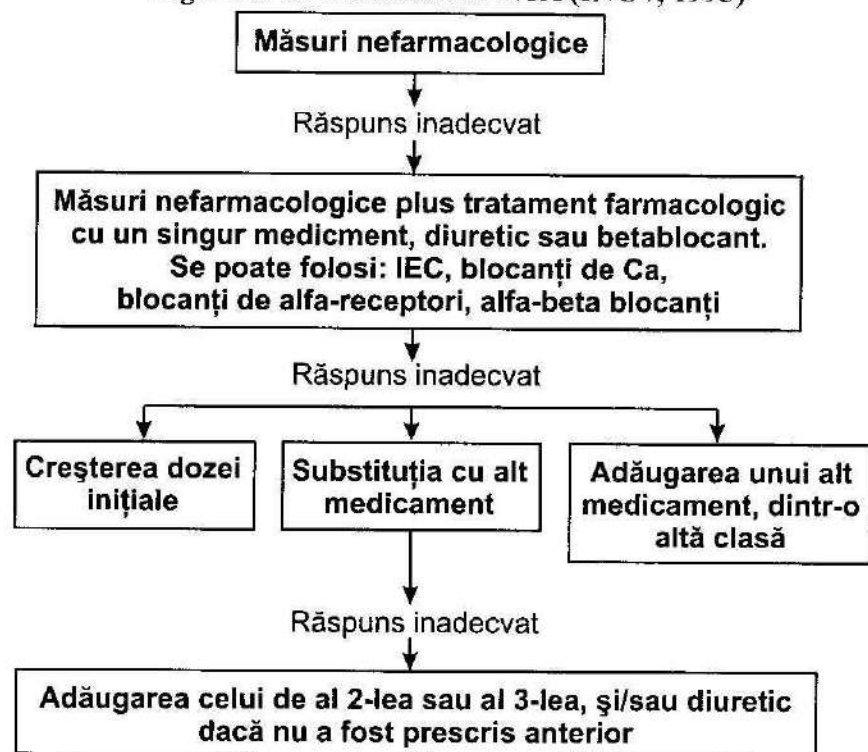 Măsuri nefarmacologice
Răspuns inadecvat
Măsuri nefarmacologice plus tratament farmacologic
cu un singur medicment, diuretic sau betablocant.
Se poate folosi: IEC, blocanți de Ca,
blocanți de alfa-receptori, alfa-beta blocanți
Răspuns inadecvat
Creşterea dozei
inițiale
Substituția cu alt
medicament
Adăugarea unui alt
medicament, dintr-o
altă clasă
Răspuns inadecvat
Adăugarea celui de al 2-lea sau al 3-lea, şi/sau diuretic
dacă nu a fost prescris anterior